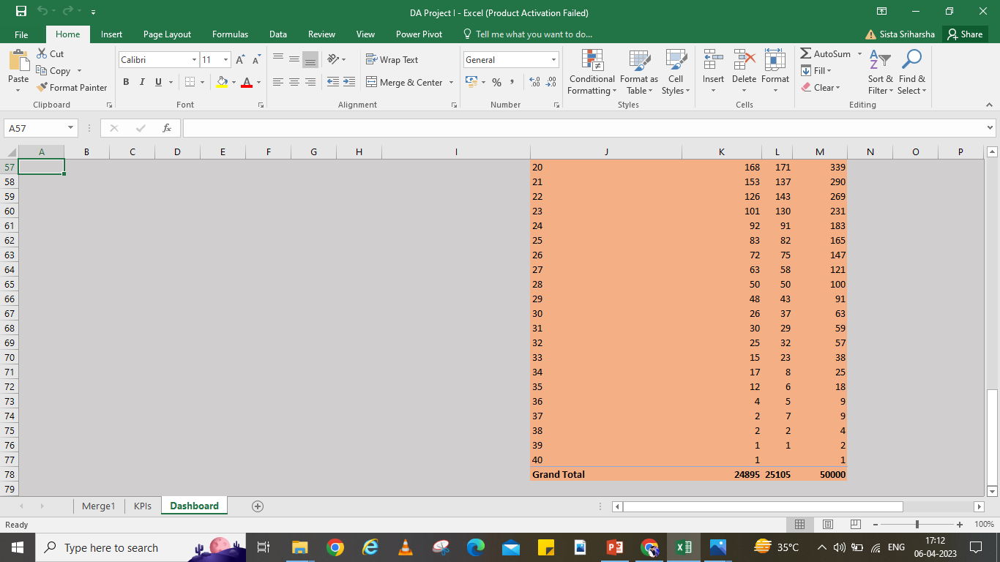 DA Project I - Excel (Product Activation Failed)
File Home Insert Page Layout Formulas Data Review View Power Pivot Tell me what you want to do... Sista Sriharsha Share
Paste
Cut
Copy
Format Painter
Clipboard
Calibri 11
B I U
Font
Wrap Text
Merge & Center
Alignment
General
%
Number
Conditional Formatting
Format as Table
Cell Styles
Styles
Insert Delete Format
Cells
AutoSum
Fill
Clear
Sort & Filter
Find & Select
Editing
A57 fx
A B C D E F G H I J K L M N O P
57 20 168 171 339
58 21 153 137 290
59 22 126 143 269
60 23 101 130 231
61 24 92 91 183
62 25 83 82 165
63 26 72 75 147
64 27 63 58 121
65 28 50 50 100
66 29 48 43 91
67 30 26 37 63
68 31 30 29 59
69 32 25 32 57
70 33 15 23 38
71 34 17 8 25
72 35 12 6 18
73 36 4 5 9
74 37 2 7 9
75 38 2 2 4
76 39 1 1 2
77 40 1 1
78 Grand Total 24895 25105 50000
79
Merge1 KPIs Dashboard
Ready 100%
Type here to search 35°C ENG 17:12
06-04-2023